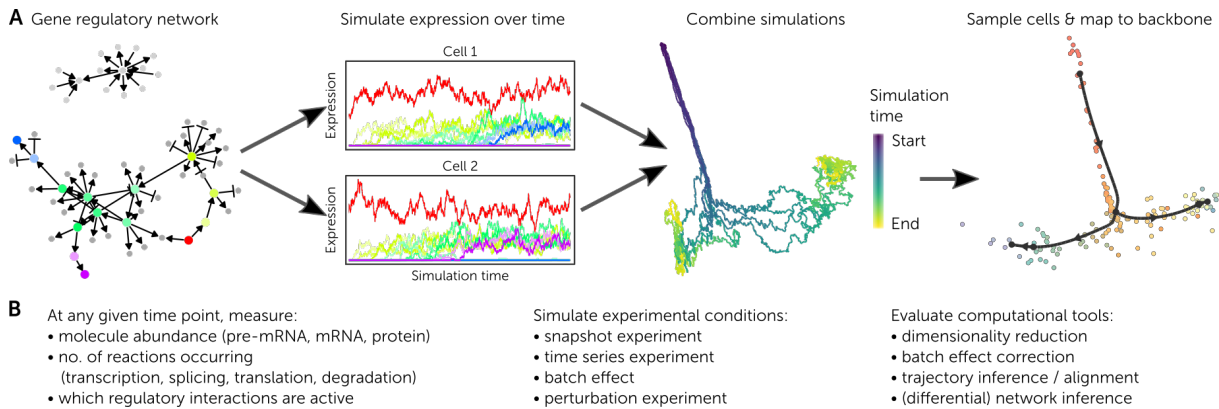 A
Gene regulatory network
Simulate expression over time
Combine simulations
Sample cells & map to backbone
Cell 1
Expression
Cell 2
Expression
Simulation time
Simulation
time
Start
End
B
At any given time point, measure:
• molecule abundance (pre-mRNA, mRNA, protein)
• no. of reactions occurring
(transcription, splicing, translation, degradation)
• which regulatory interactions are active
Simulate experimental conditions:
• snapshot experiment
• time series experiment
• batch effect
• perturbation experiment
Evaluate computational tools:
• dimensionality reduction
• batch effect correction
• trajectory inference / alignment
• (differential) network inference